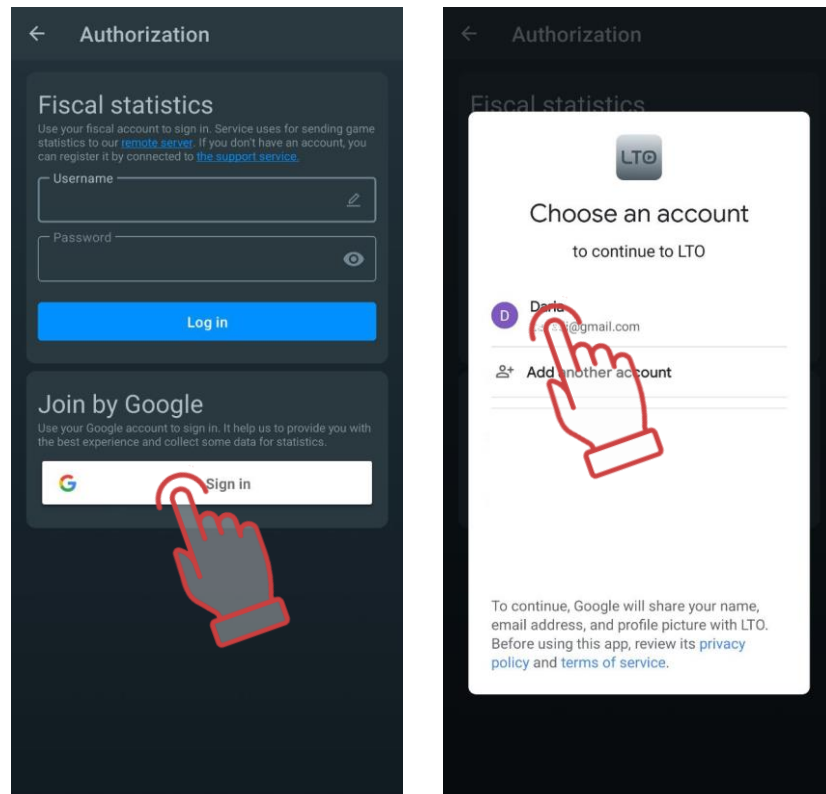 Authorization
Fiscal statistics
Use your fiscal account to sign in. Service uses for sending game
statistics to our remote server. If you don't have an account, you
can register it by connected to the support service.
Username
Password
Log in
Join by Google
Use your Google account to sign in. It help us to provide you with
the best experience and collect some data for statistics.
Sign in
Authorization
Fiscal statistics
LTO
Choose an account
to continue to LTO
D
Daria
@gmail.com
Add another account
To continue, Google will share your name,
email address, and profile picture with LTO.
Before using this app, review its privacy
policy and terms of service.